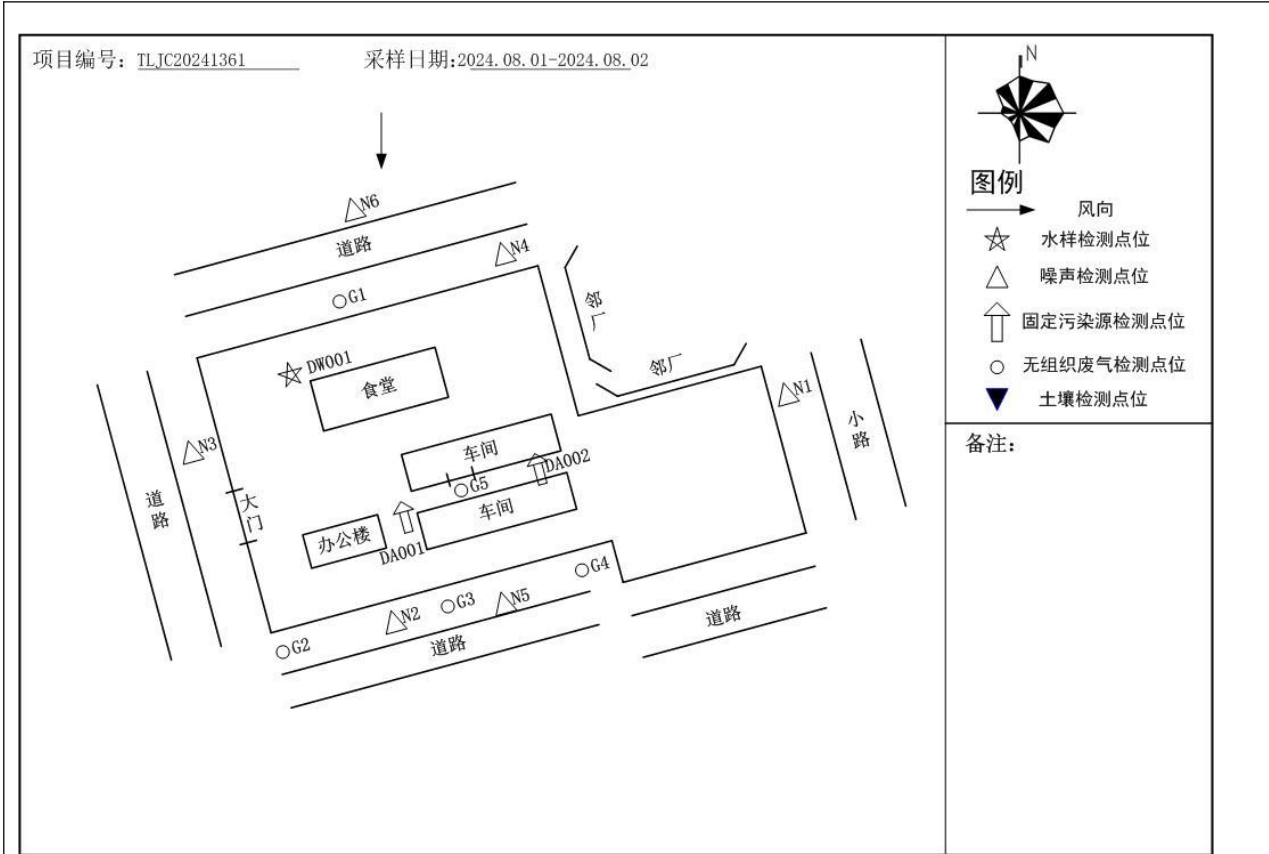 项目编号: TLJC20241361 采样日期:2024.08.01-2024.08.02
N
图例
风向
水样检测点位
噪声检测点位
固定污染源检测点位
无组织废气检测点位
土壤检测点位
备注:
N6
道路
N4
G1
邻厂
DW001
食堂
邻厂
N1
小路
N3
车间
DA002
G5
道路
大门
车间
办公楼
DA001
G4
G3
N5
N2
道路
G2
道路